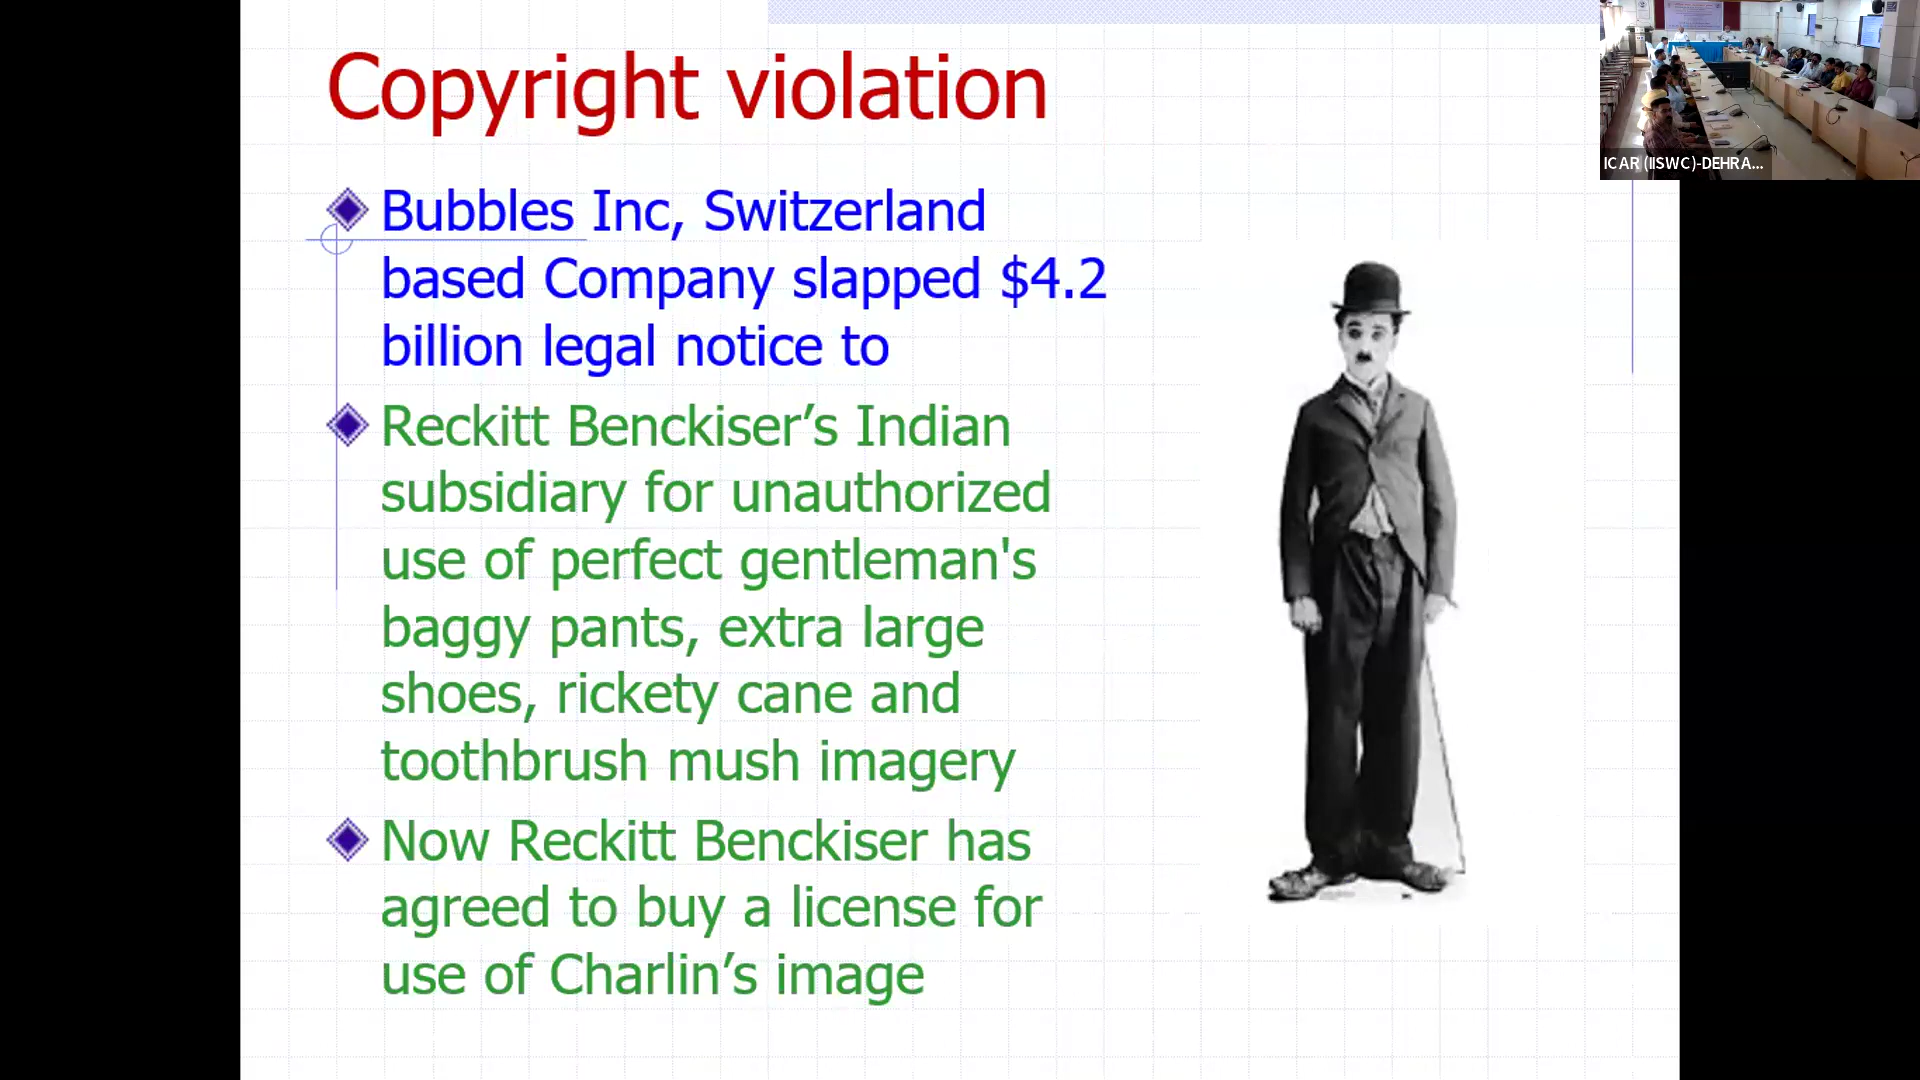 Copyright violation
Bubbles Inc, Switzerland
based Company slapped $4.2
billion legal notice to
Reckitt Benckiser’s Indian
subsidiary for unauthorized
use of perfect gentleman's
baggy pants, extra large
shoes, rickety cane and
toothbrush mush imagery
Now Reckitt Benckiser has
agreed to buy a license for
use of Charlin’s image
ICAR (IISWC)-DEHRA...